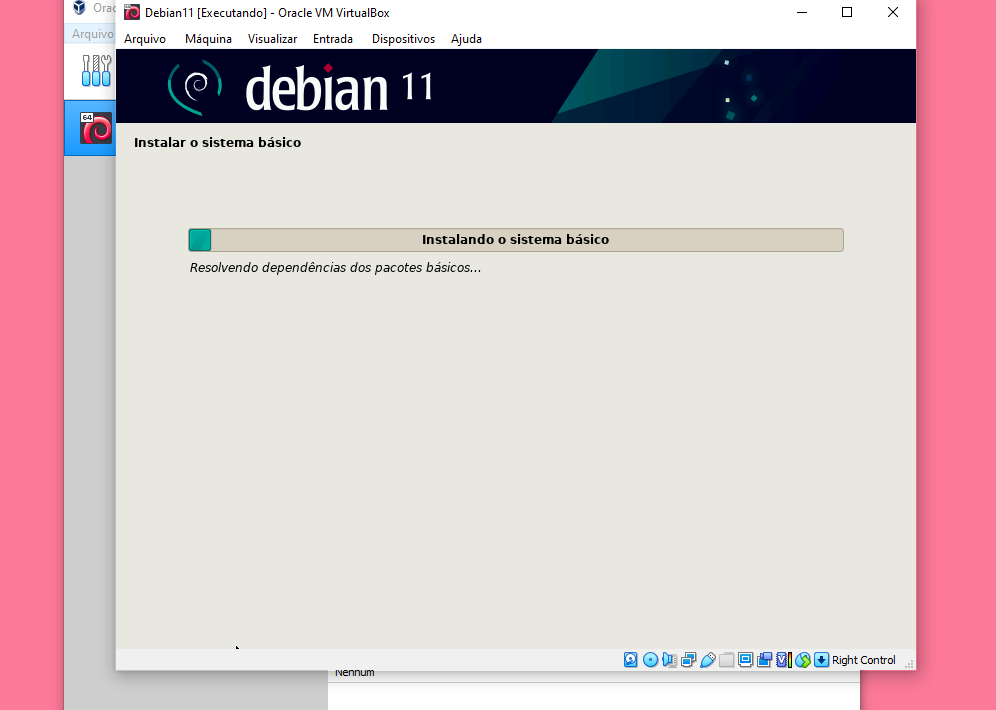 Orac
Debian11 [Executando] - Oracle VM VirtualBox
Arquivo
Arquivo Máquina Visualizar Entrada Dispositivos Ajuda
debian 11
64
Instalar o sistema básico
Instalando o sistema básico
Resolvendo dependências dos pacotes básicos...
Right Control
Nenhum